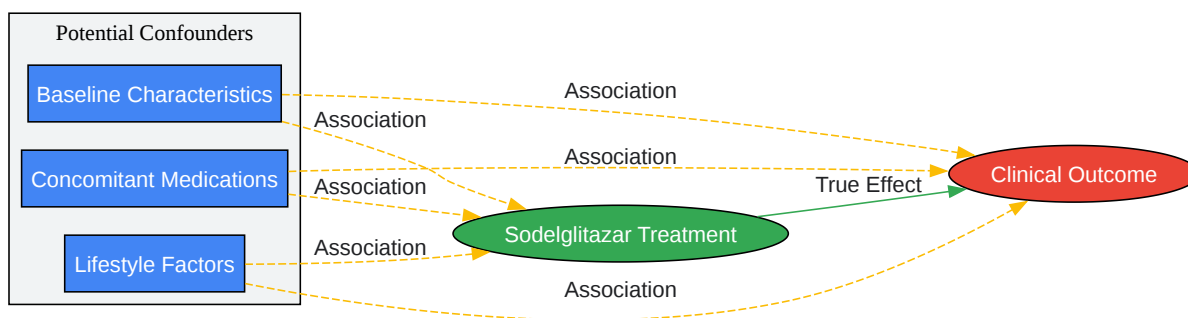 Potential Confounders
Baseline Characteristics
Association
Association
Concomitant Medications
Association
Association
True Effect
Clinical Outcome
Sodelglitazar Treatment
Lifestyle Factors
Association
Association